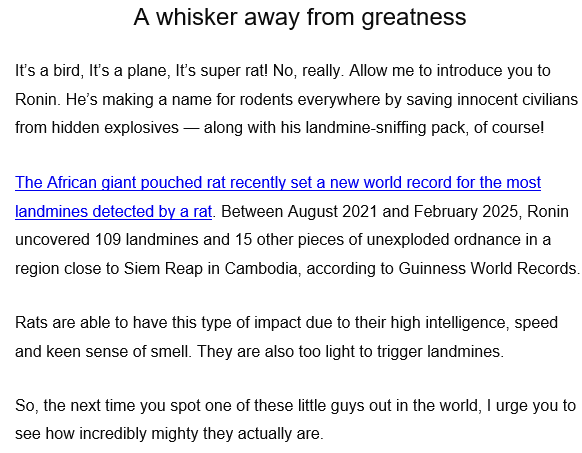 A whisker away from greatness
It’s a bird, It’s a plane, It’s super rat! No, really. Allow me to introduce you to
Ronin. He’s making a name for rodents everywhere by saving innocent civilians
from hidden explosives — along with his landmine-sniffing pack, of course!
The African giant pouched rat recently set a new world record for the most
landmines detected by a rat. Between August 2021 and February 2025, Ronin
uncovered 109 landmines and 15 other pieces of unexploded ordnance in a
region close to Siem Reap in Cambodia, according to Guinness World Records.
Rats are able to have this type of impact due to their high intelligence, speed
and keen sense of smell. They are also too light to trigger landmines.
So, the next time you spot one of these little guys out in the world, I urge you to
see how incredibly mighty they actually are.